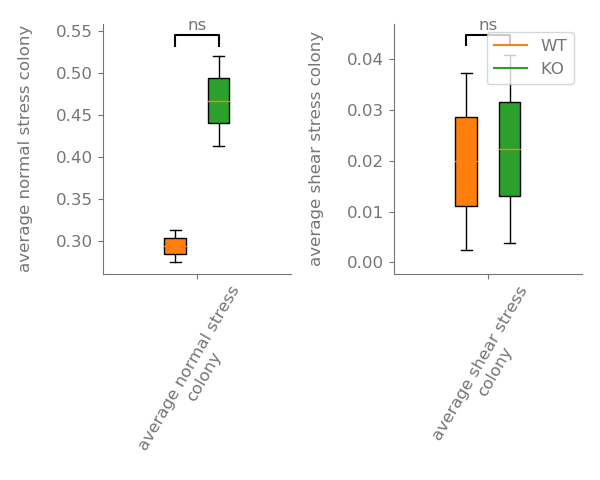 average normal stress colony
0.55
0.50
0.45
0.40
0.35
0.30
ns
average normal stress
colony
average shear stress colony
0.04
0.03
0.02
0.01
0.00
ns
WT
KO
average shear stress
colony